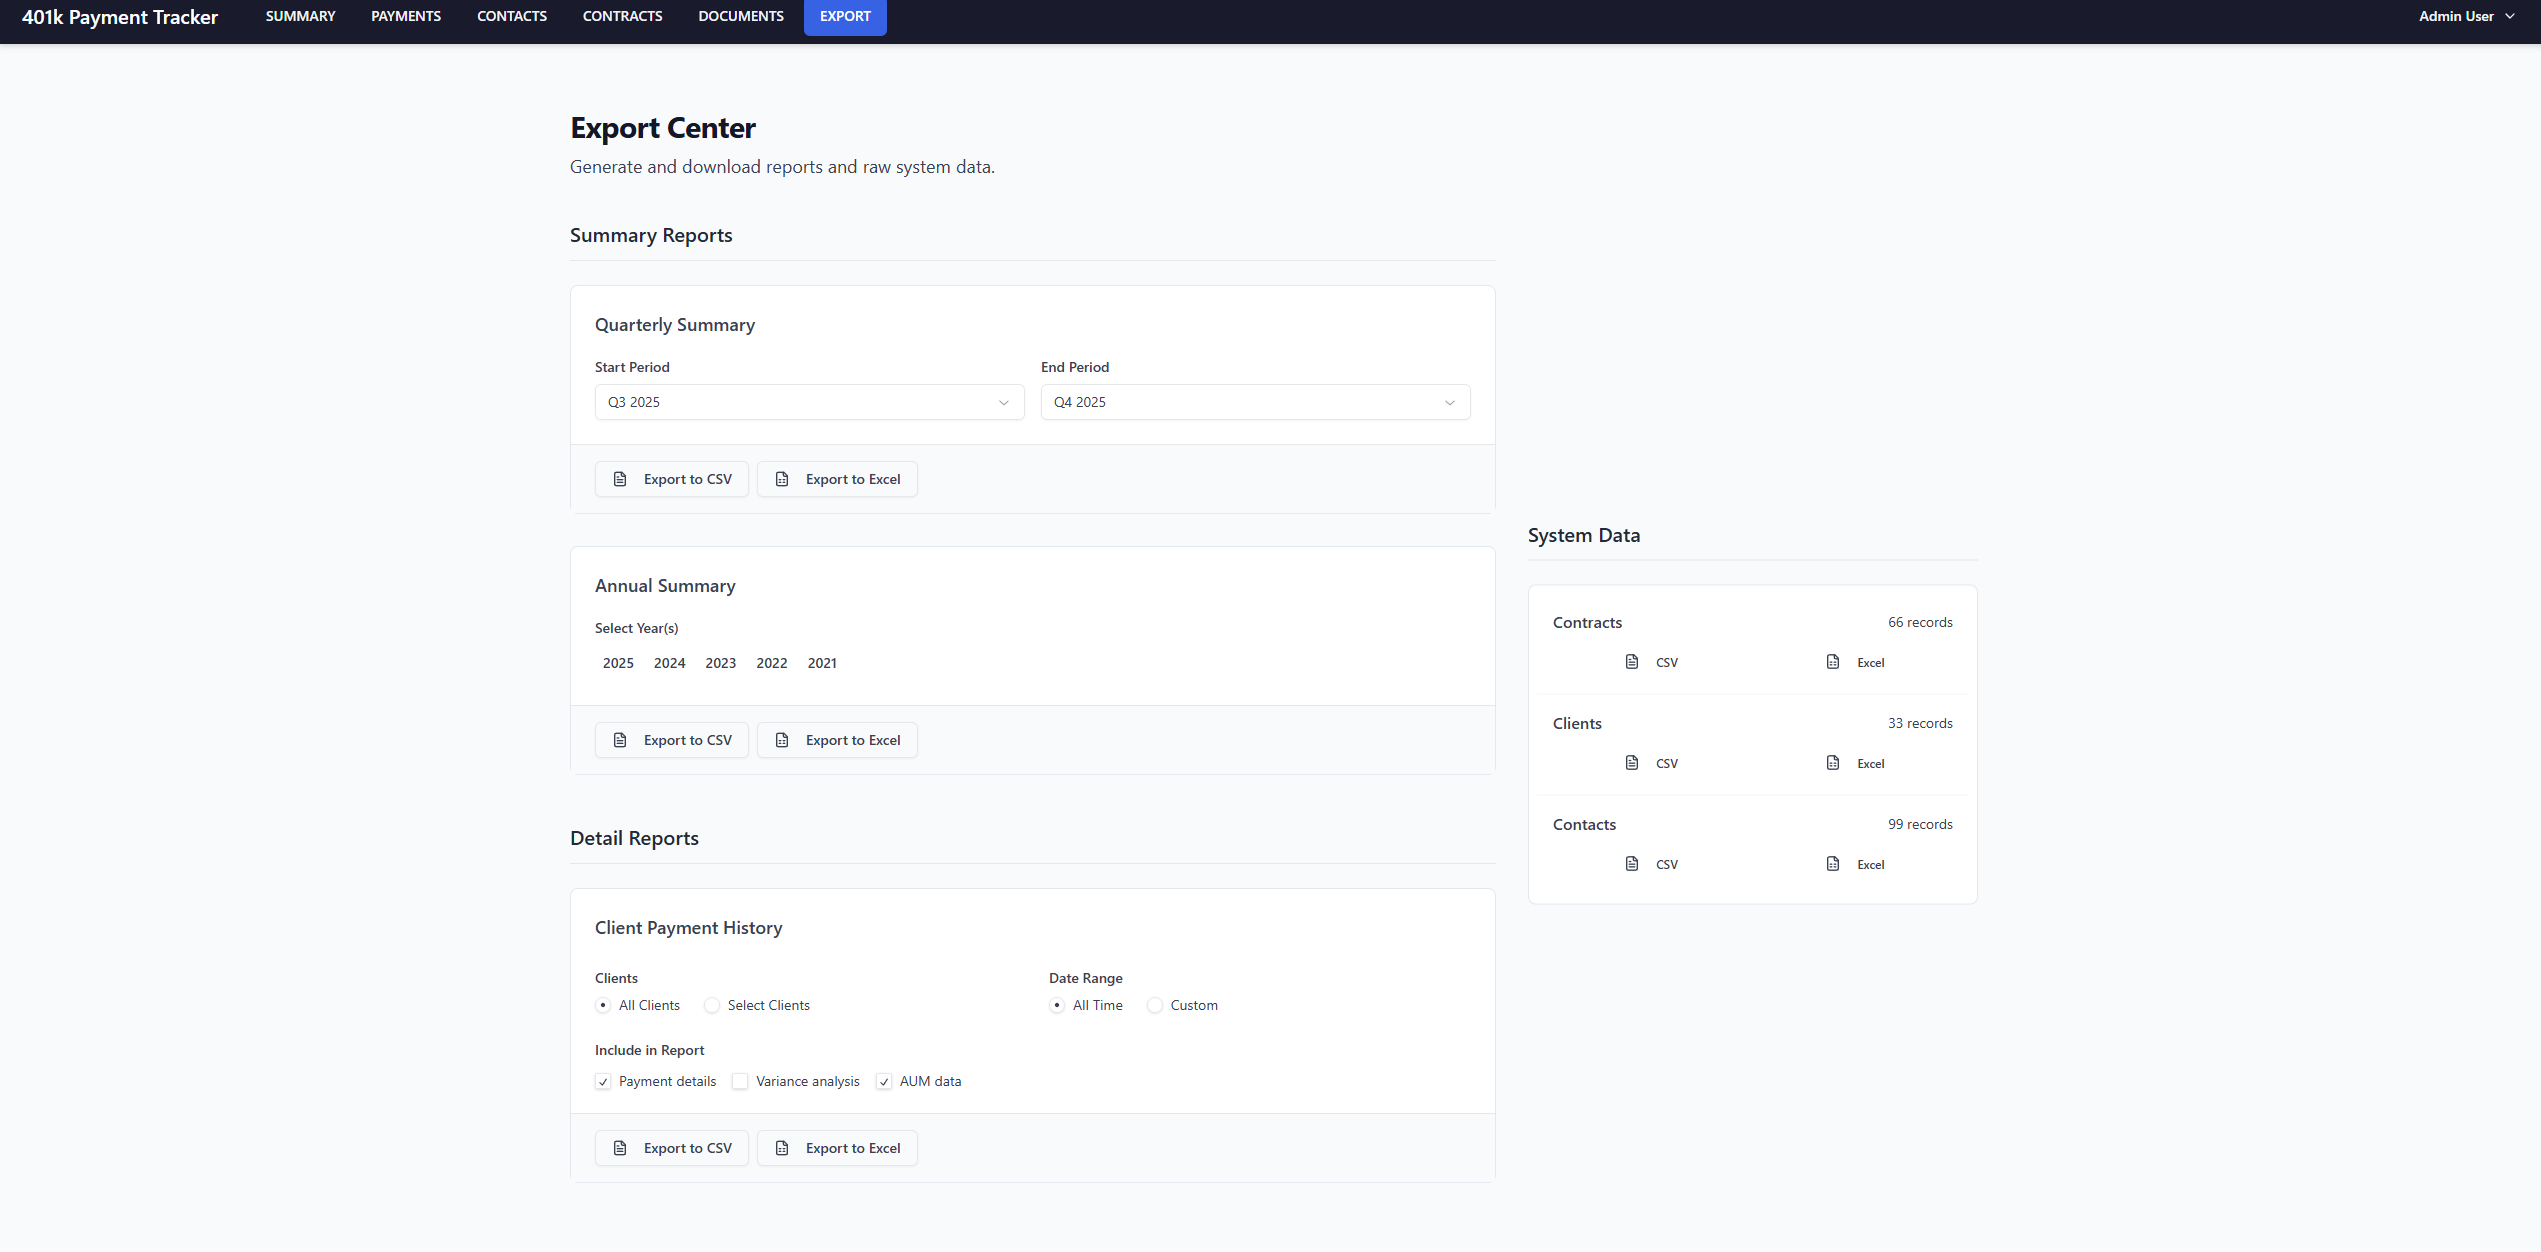 401k Payment Tracker SUMMARY PAYMENTS CONTACTS CONTRACTS DOCUMENTS EXPORT Admin User
Export Center
Generate and download reports and raw system data.
Summary Reports
Quarterly Summary
Start Period End Period
Q3 2025 Q4 2025
Export to CSV Export to Excel
Annual Summary
Select Year(s)
2025 2024 2023 2022 2021
Export to CSV Export to Excel
Detail Reports
Client Payment History
Clients Date Range
All Clients Select Clients All Time Custom
Include in Report
Payment details Variance analysis AUM data
Export to CSV Export to Excel
System Data
Contracts 66 records
CSV Excel
Clients 33 records
CSV Excel
Contacts 99 records
CSV Excel